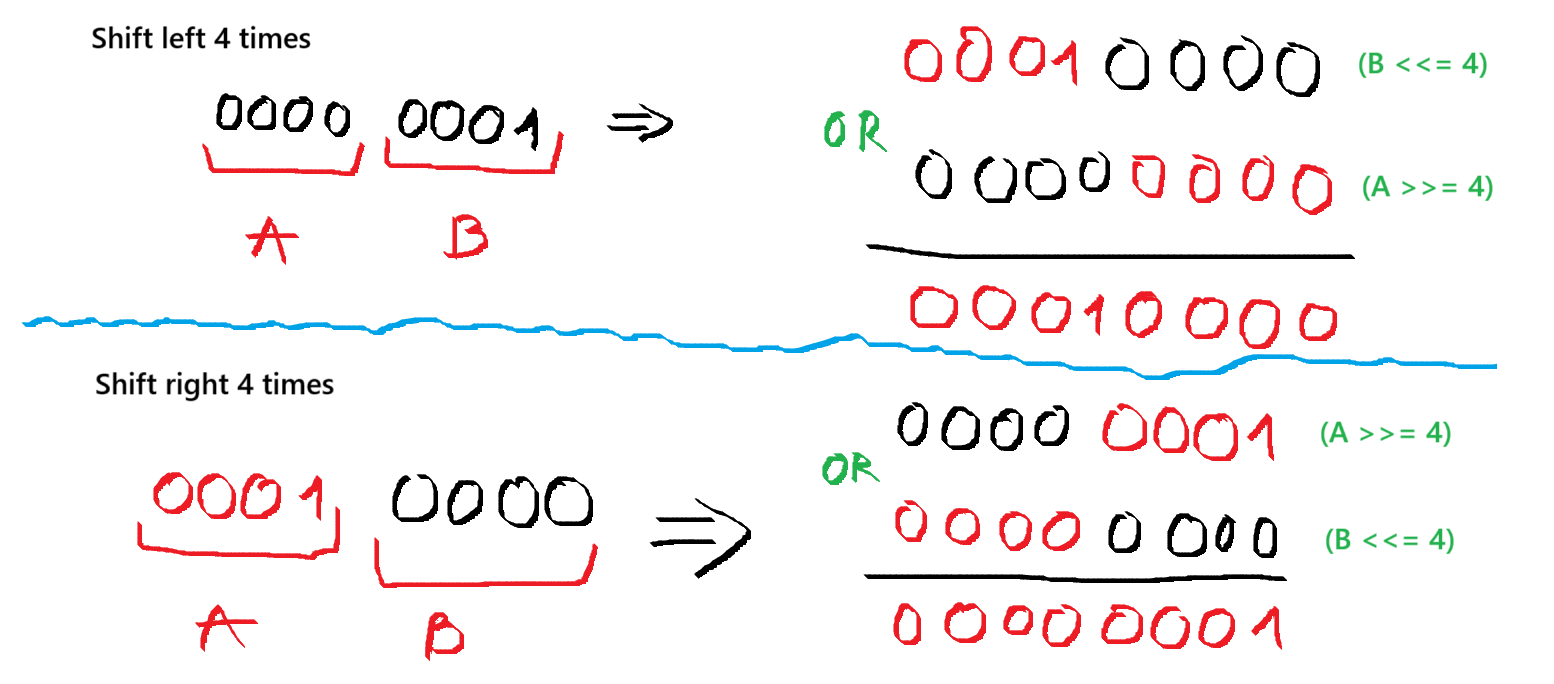 Shift left 4 times
0000 0001 ⇒
A B
0001 0000 (B <<= 4)
OR
0000 0000 (A >>= 4)
00010000
Shift right 4 times
0001 0000 ⇒
A B
0000 0001 (A >>= 4)
OR
0000 0000 (B <<= 4)
00000001